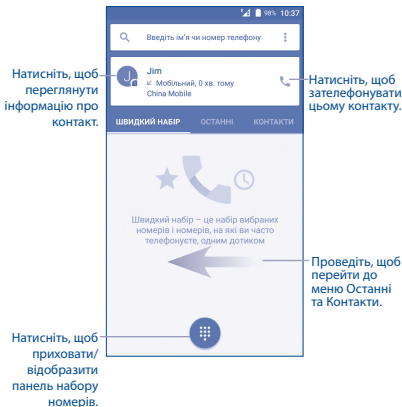 98% 10:37
Введіть ім'я чи номер телефону
Jim
Мобільний, 0 хв. тому
China Mobile
Натисніть, щоб
переглянути
інформацію про
контакт.
Натисніть, щоб
зателефонувати
цьому контакту.
ШВИДКИЙ НАБІР ОСТАННІ КОНТАКТИ
Швидкий набір – це набір вибраних
номерів і номерів, на які ви часто
телефонуєте, одним дотиком
Проведіть, щоб
перейти до
меню Останні
та Контакти.
Натисніть, щоб
приховати/
відобразити
панель набору
номерів.